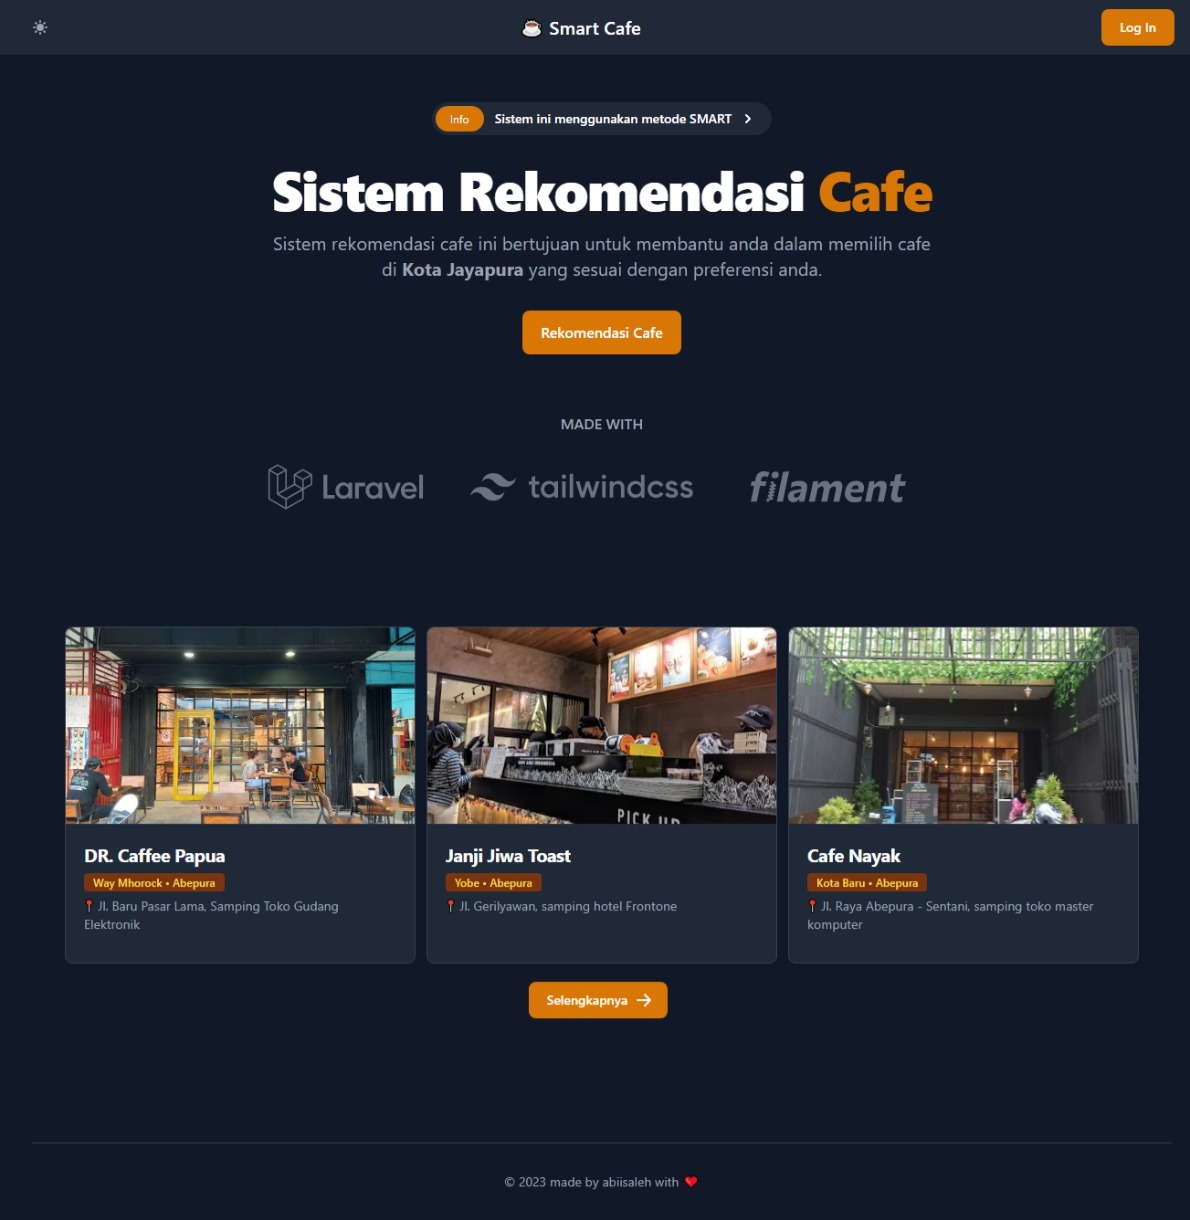 Smart Cafe
Log In
Info
Sistem ini menggunakan metode SMART
Sistem Rekomendasi Cafe
Sistem rekomendasi cafe ini bertujuan untuk membantu anda dalam memilih cafe
di Kota Jayapura yang sesuai dengan preferensi anda.
Rekomendasi Cafe
MADE WITH
Laravel
tailwindcss
filament
PICK UP
DR. Caffee Papua
Way Mhorock • Abepura
Jl. Baru Pasar Lama, Samping Toko Gudang
Elektronik
Janji Jiwa Toast
Yobe • Abepura
Jl. Gerilyawan, samping hotel Frontone
Cafe Nayak
Kota Baru • Abepura
Jl. Raya Abepura - Sentani, samping toko master
komputer
Selengkapnya
© 2023 made by abiisaleh with